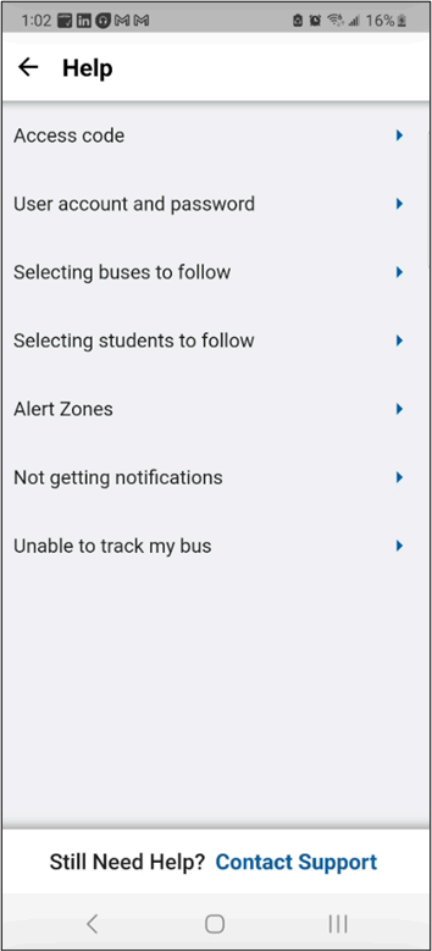 1:02 16%
Help
Access code
User account and password
Selecting buses to follow
Selecting students to follow
Alert Zones
Not getting notifications
Unable to track my bus
Still Need Help? Contact Support